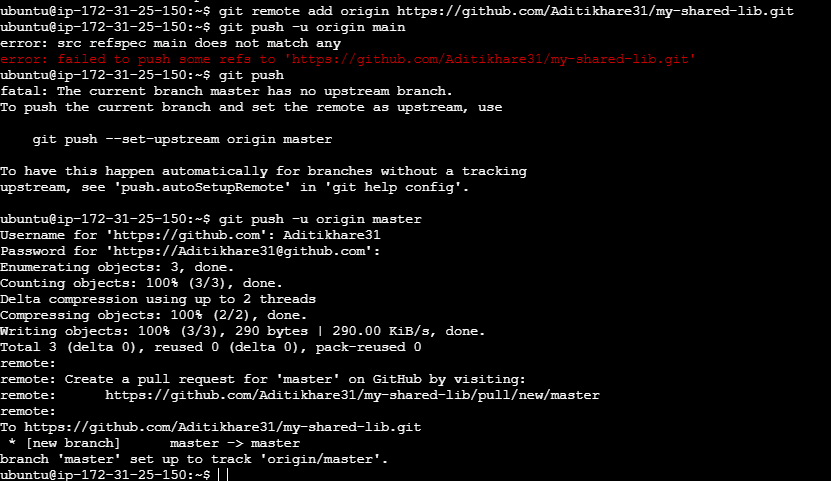 ubuntu@ip-172-31-25-150:~$ git remote add origin https://github.com/Aditikhare31/my-shared-lib.git
ubuntu@ip-172-31-25-150:~$ git push -u origin main
error: src refspec main does not match any
error: failed to push some refs to 'https://github.com/Aditikhare31/my-shared-lib.git'
ubuntu@ip-172-31-25-150:~$ git push
fatal: The current branch master has no upstream branch.
To push the current branch and set the remote as upstream, use

    git push --set-upstream origin master

To have this happen automatically for branches without a tracking
upstream, see 'push.autoSetupRemote' in 'git help config'.

ubuntu@ip-172-31-25-150:~$ git push -u origin master
Username for 'https://github.com': Aditikhare31
Password for 'https://Aditikhare31@github.com':
Enumerating objects: 3, done.
Counting objects: 100% (3/3), done.
Delta compression using up to 2 threads
Compressing objects: 100% (2/2), done.
Writing objects: 100% (3/3), 290 bytes | 290.00 KiB/s, done.
Total 3 (delta 0), reused 0 (delta 0), pack-reused 0
remote:
remote: Create a pull request for 'master' on GitHub by visiting:
remote:      https://github.com/Aditikhare31/my-shared-lib/pull/new/master
remote:
To https://github.com/Aditikhare31/my-shared-lib.git
 * [new branch]      master -> master
branch 'master' set up to track 'origin/master'.
ubuntu@ip-172-31-25-150:~$